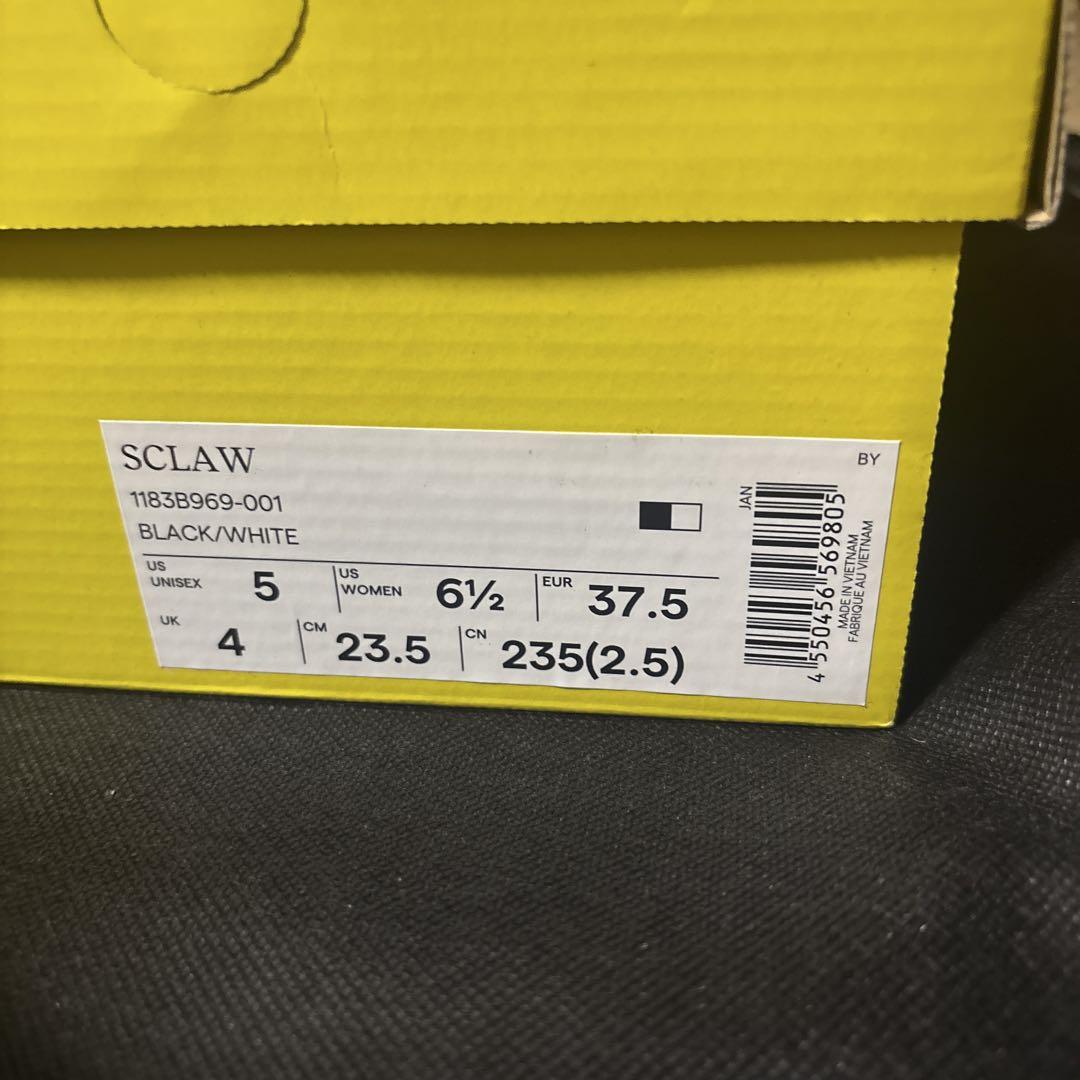 SCLAW
1183B969-001
BLACK/WHITE
BY
US UNISEX 5 US WOMEN 6½ EUR 37.5
UK 4 CM 23.5 CN 235(2.5)
JAN
4 550456 569805
MADE IN VIETNAM
FABRIQUE AU VIETNAM